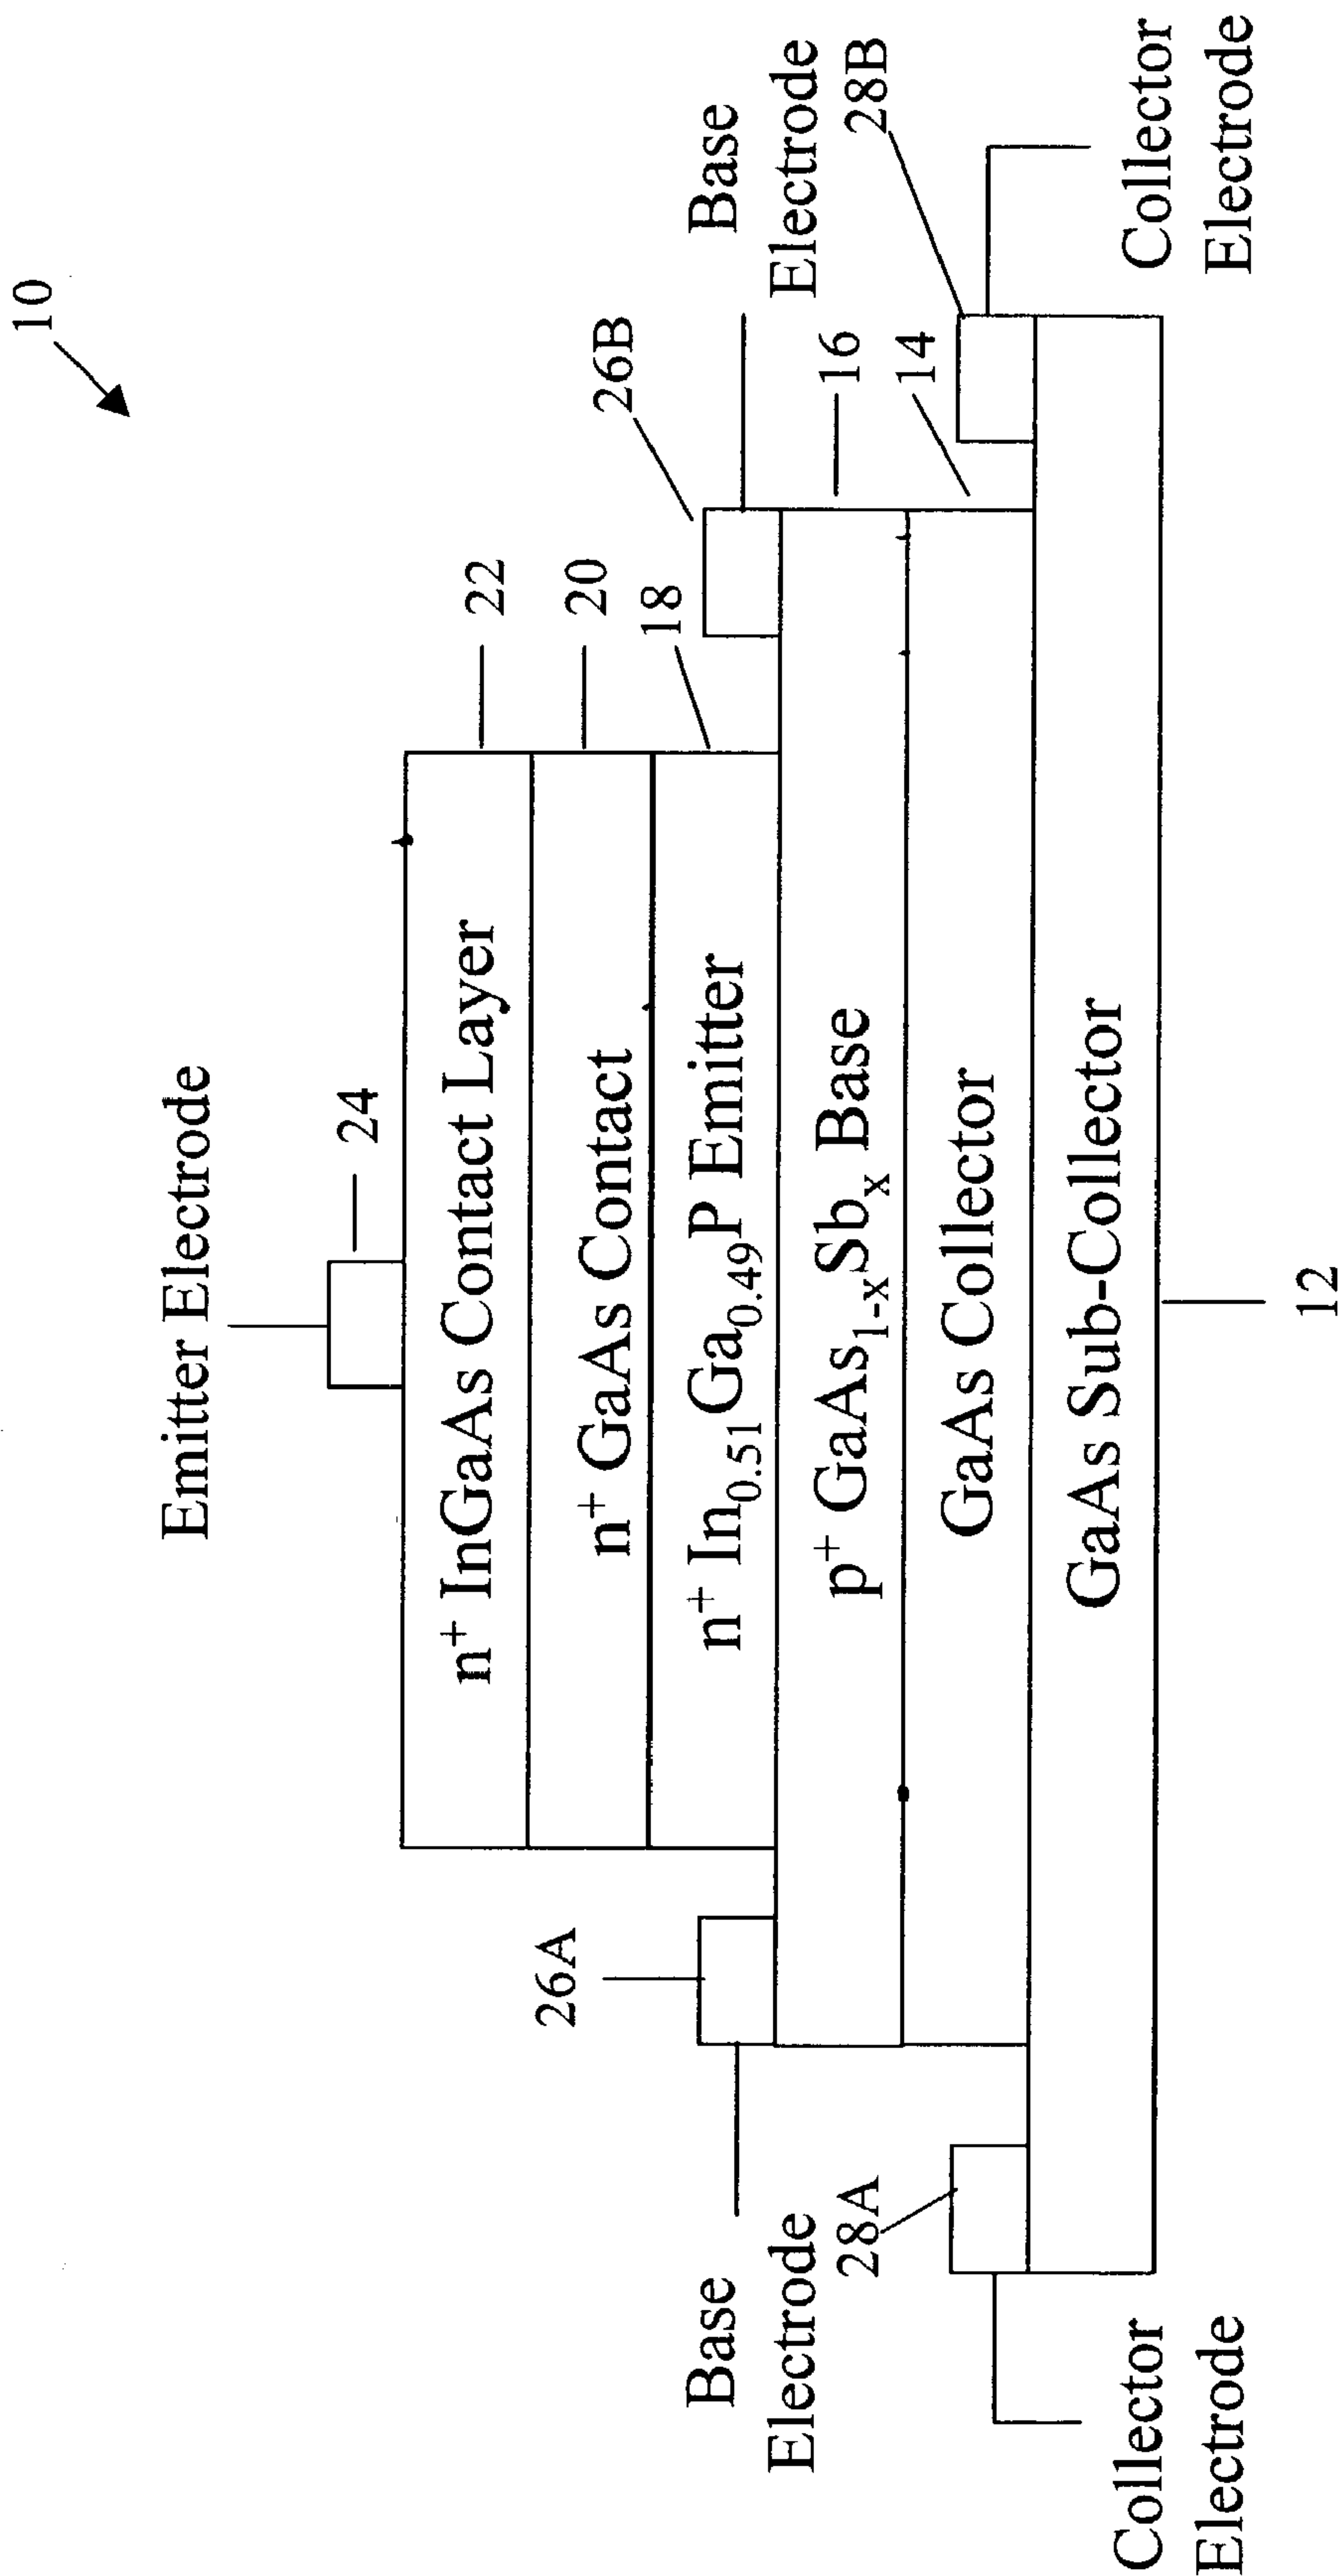 10
Emitter Electrode
24
n⁺ InGaAs Contact Layer
22
n⁺ GaAs Contact
20
n⁺ In₀.₅₁Ga₀.₄₉P Emitter
18
26A
26B
Base
Electrode
Base
Electrode
p⁺ GaAs₁₋ₓSbₓ Base
16
GaAs Collector
14
28A
28B
GaAs Sub-Collector
Collector
Electrode
Collector
Electrode
12